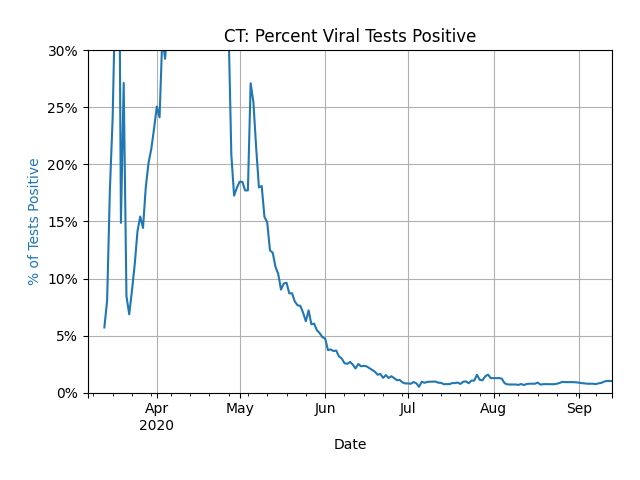 CT: Percent Viral Tests Positive
30%
25%
20%
15%
10%
5%
0%
% of Tests Positive
Apr
2020
May
Jun
Jul
Aug
Sep
Date